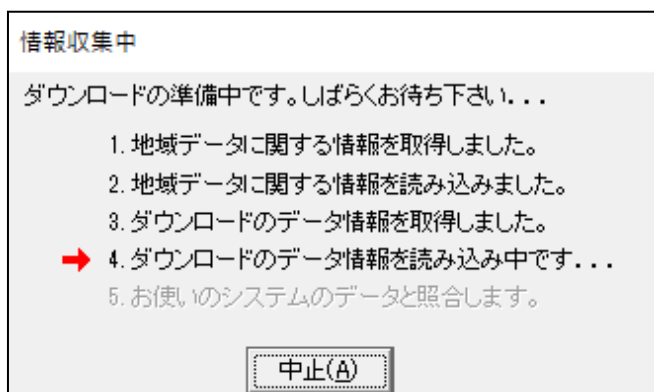 情報収集中
ダウンロードの準備中です。しばらくお待ち下さい...
1. 地域データに関する情報を取得しました。
2. 地域データに関する情報を読み込みました。
3. ダウンロードのデータ情報を取得しました。
4. ダウンロードのデータ情報を読み込み中です...
5. お使いのシステムのデータと照合します。
中止(A)